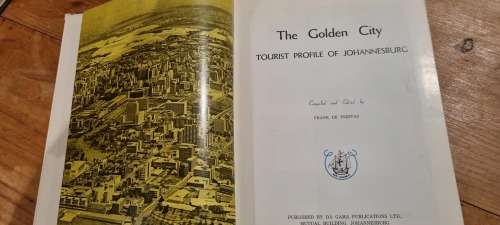 The Golden City
TOURIST PROFILE OF JOHANNESBURG
Compiled and Edited by
FRANK DE FREITAS
PUBLISHED BY DA GAMA PUBLICATIONS LTD.,
MUTUAL BUILDING, JOHANNESBURG